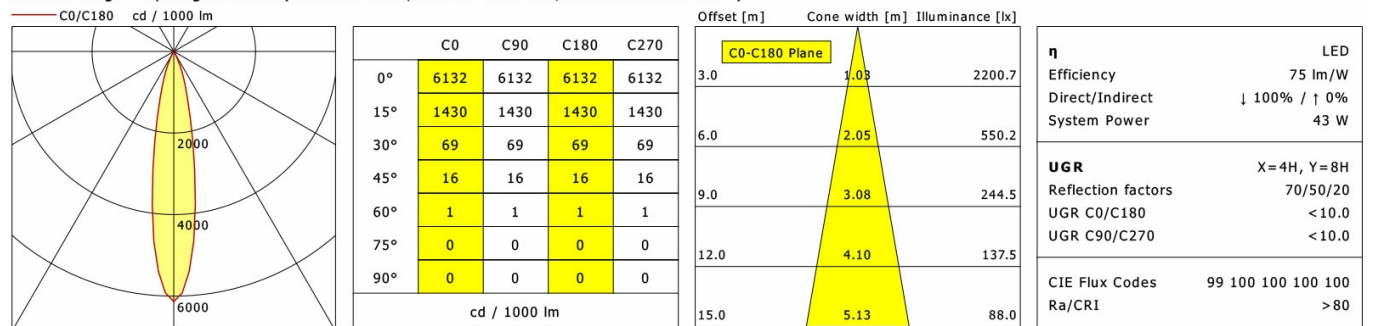 C0/C180 cd / 1000 lm
2000
4000
6000
C0 C90 C180 C270
0° 6132 6132 6132 6132
15° 1430 1430 1430 1430
30° 69 69 69 69
45° 16 16 16 16
60° 1 1 1 1
75° 0 0 0 0
90° 0 0 0 0
cd / 1000 lm
Offset [m] Cone width [m] Illuminance [lx]
C0-C180 Plane
3.0 1.03 2200.7
6.0 2.05 550.2
9.0 3.08 244.5
12.0 4.10 137.5
15.0 5.13 88.0
η LED
Efficiency 75 lm/W
Direct/Indirect ↓ 100% / ↑ 0%
System Power 43 W
UGR X=4H, Y=8H
Reflection factors 70/50/20
UGR C0/C180 <10.0
UGR C90/C270 <10.0
CIE Flux Codes 99 100 100 100 100
Ra/CRI >80